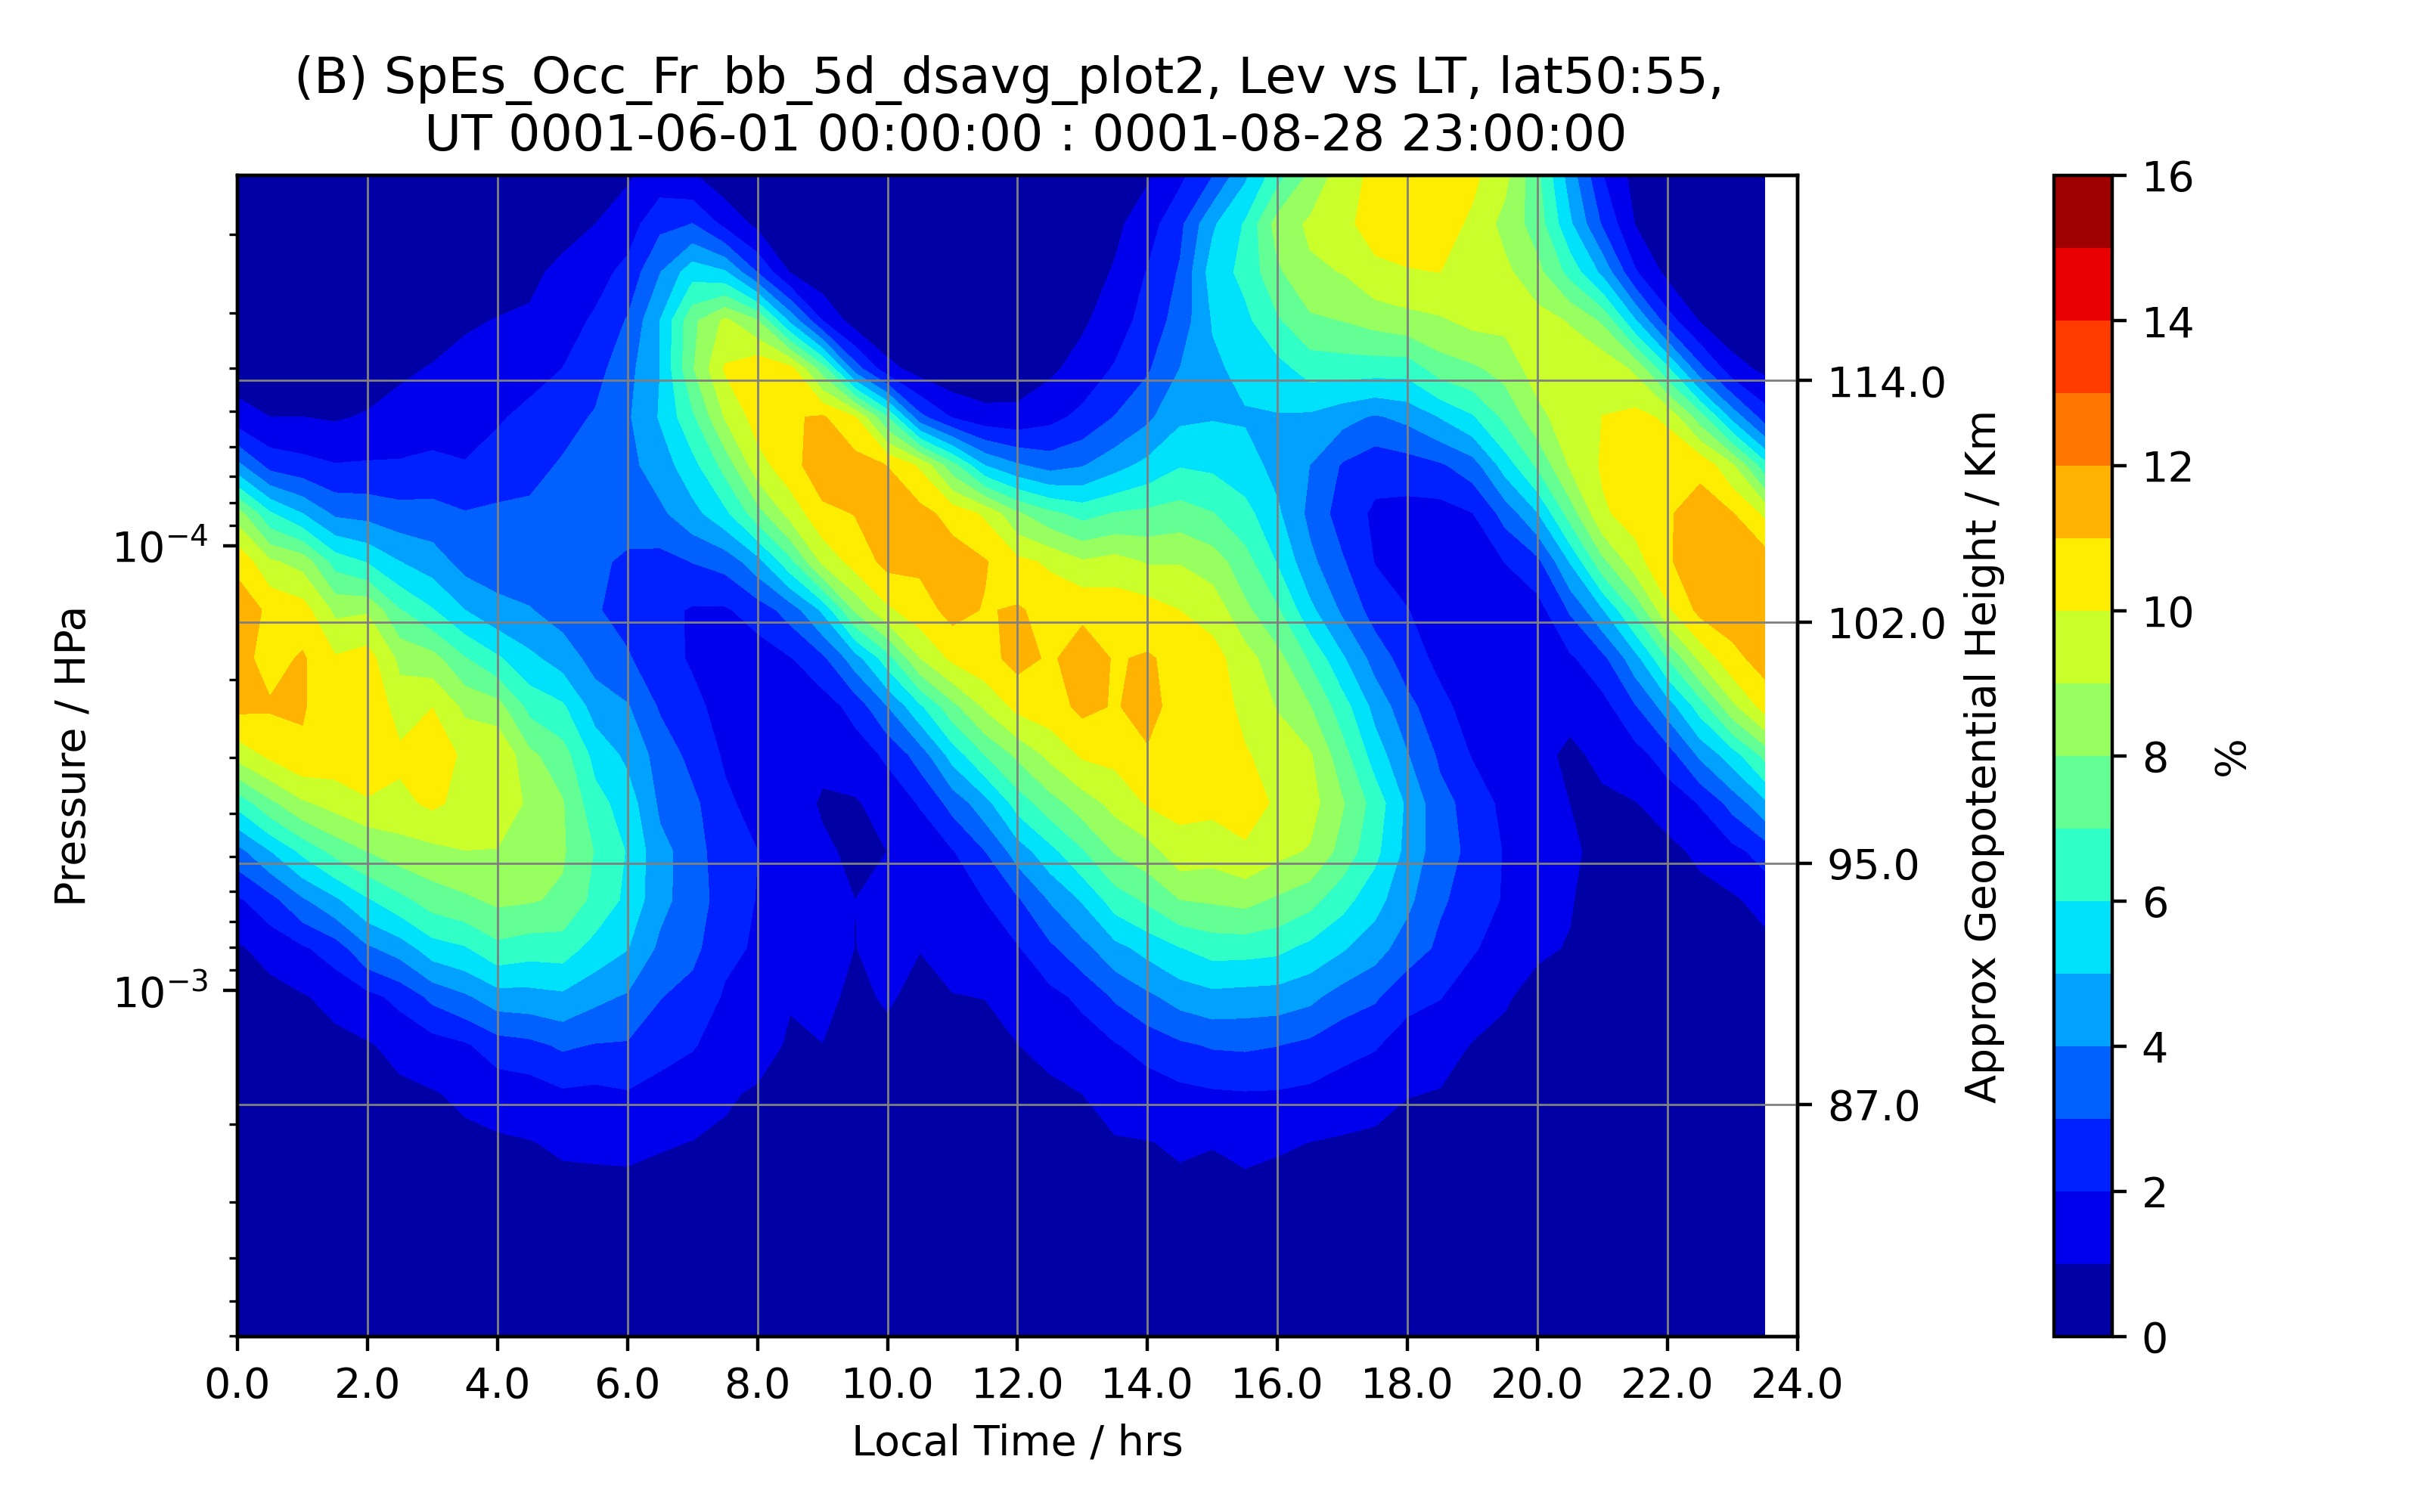 (B) SpEs_Occ_Fr_bb_5d_dsavg_plot2, Lev vs LT, lat50:55,
UT 0001-06-01 00:00:00 : 0001-08-28 23:00:00
Pressure / HPa
10⁻⁴
10⁻³
0.0 2.0 4.0 6.0 8.0 10.0 12.0 14.0 16.0 18.0 20.0 22.0 24.0
Local Time / hrs
114.0
102.0
95.0
87.0
Approx Geopotential Height / Km
16
14
12
10
8
6
4
2
0
%